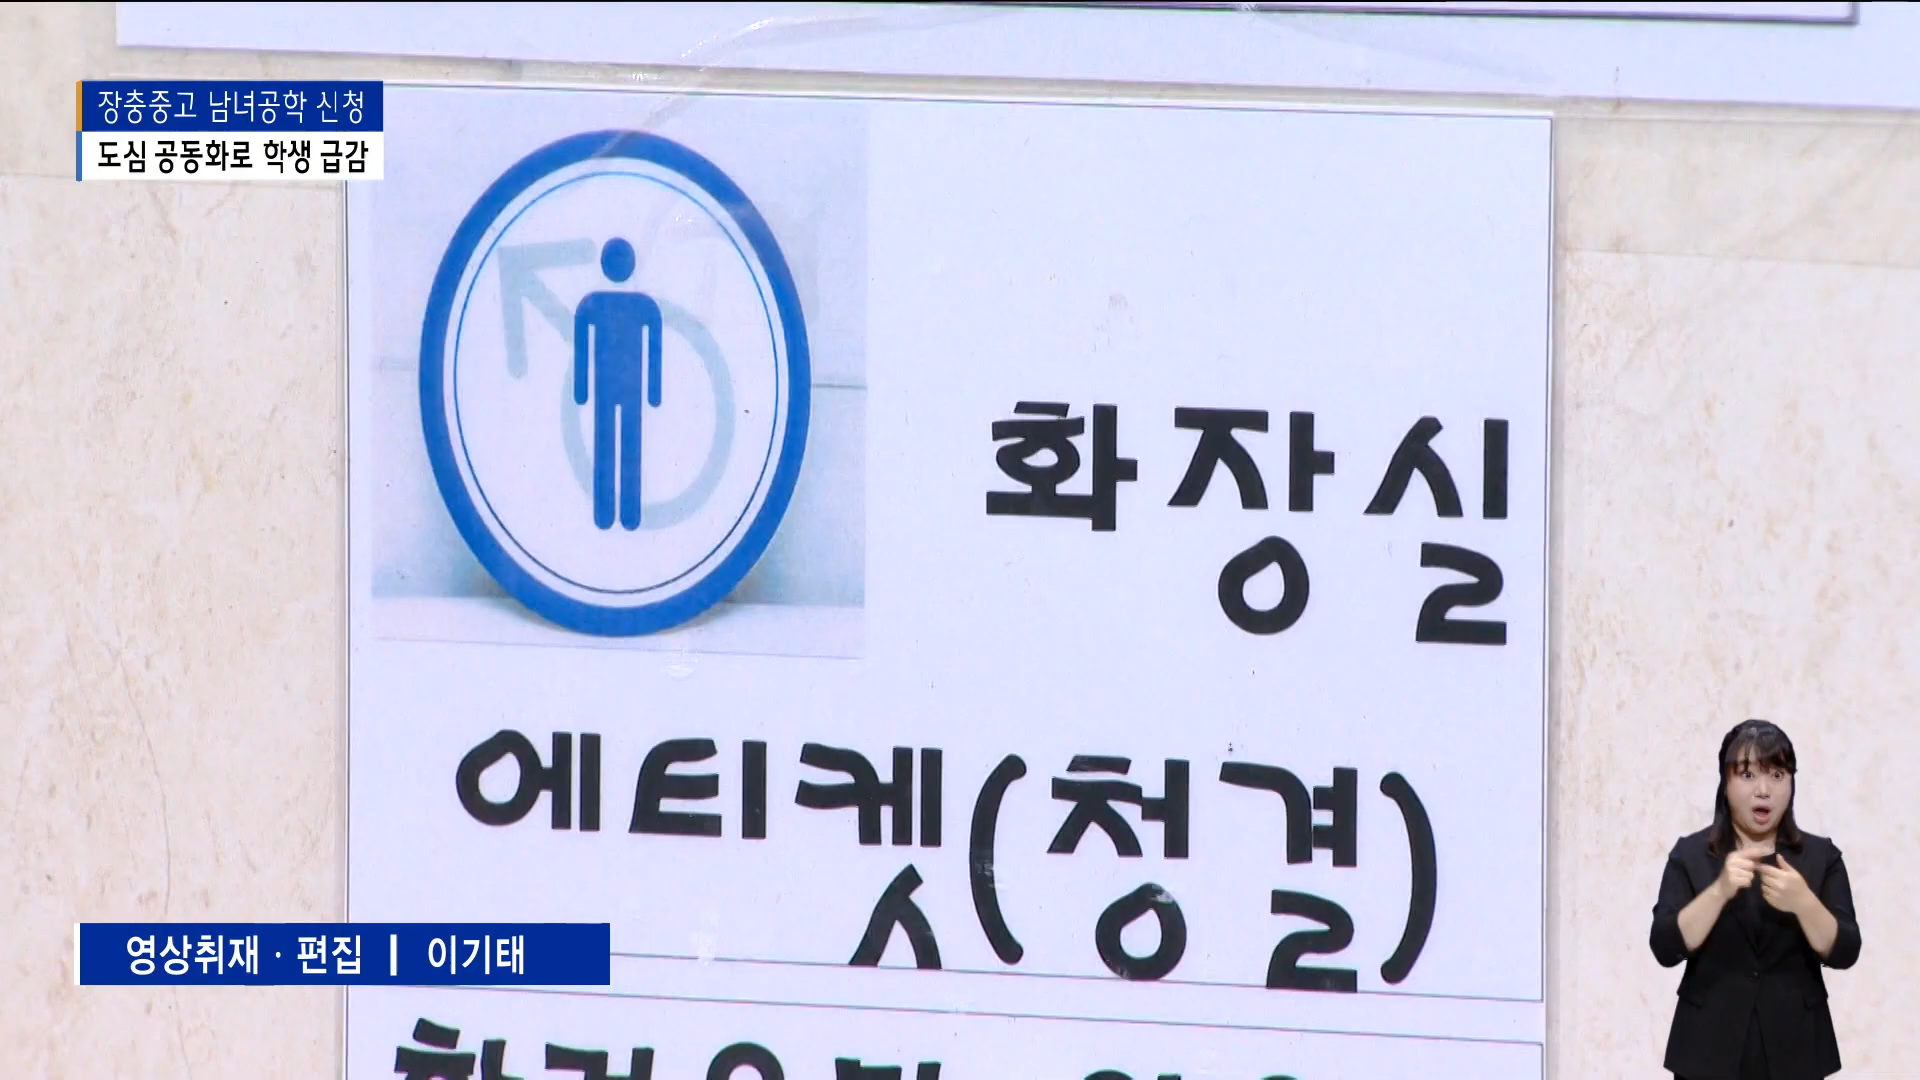 장충중고 남녀공학 신청
도심 공동화로 학생 급감
화장실
에티켓(청결)
영상취재·편집 | 이기태